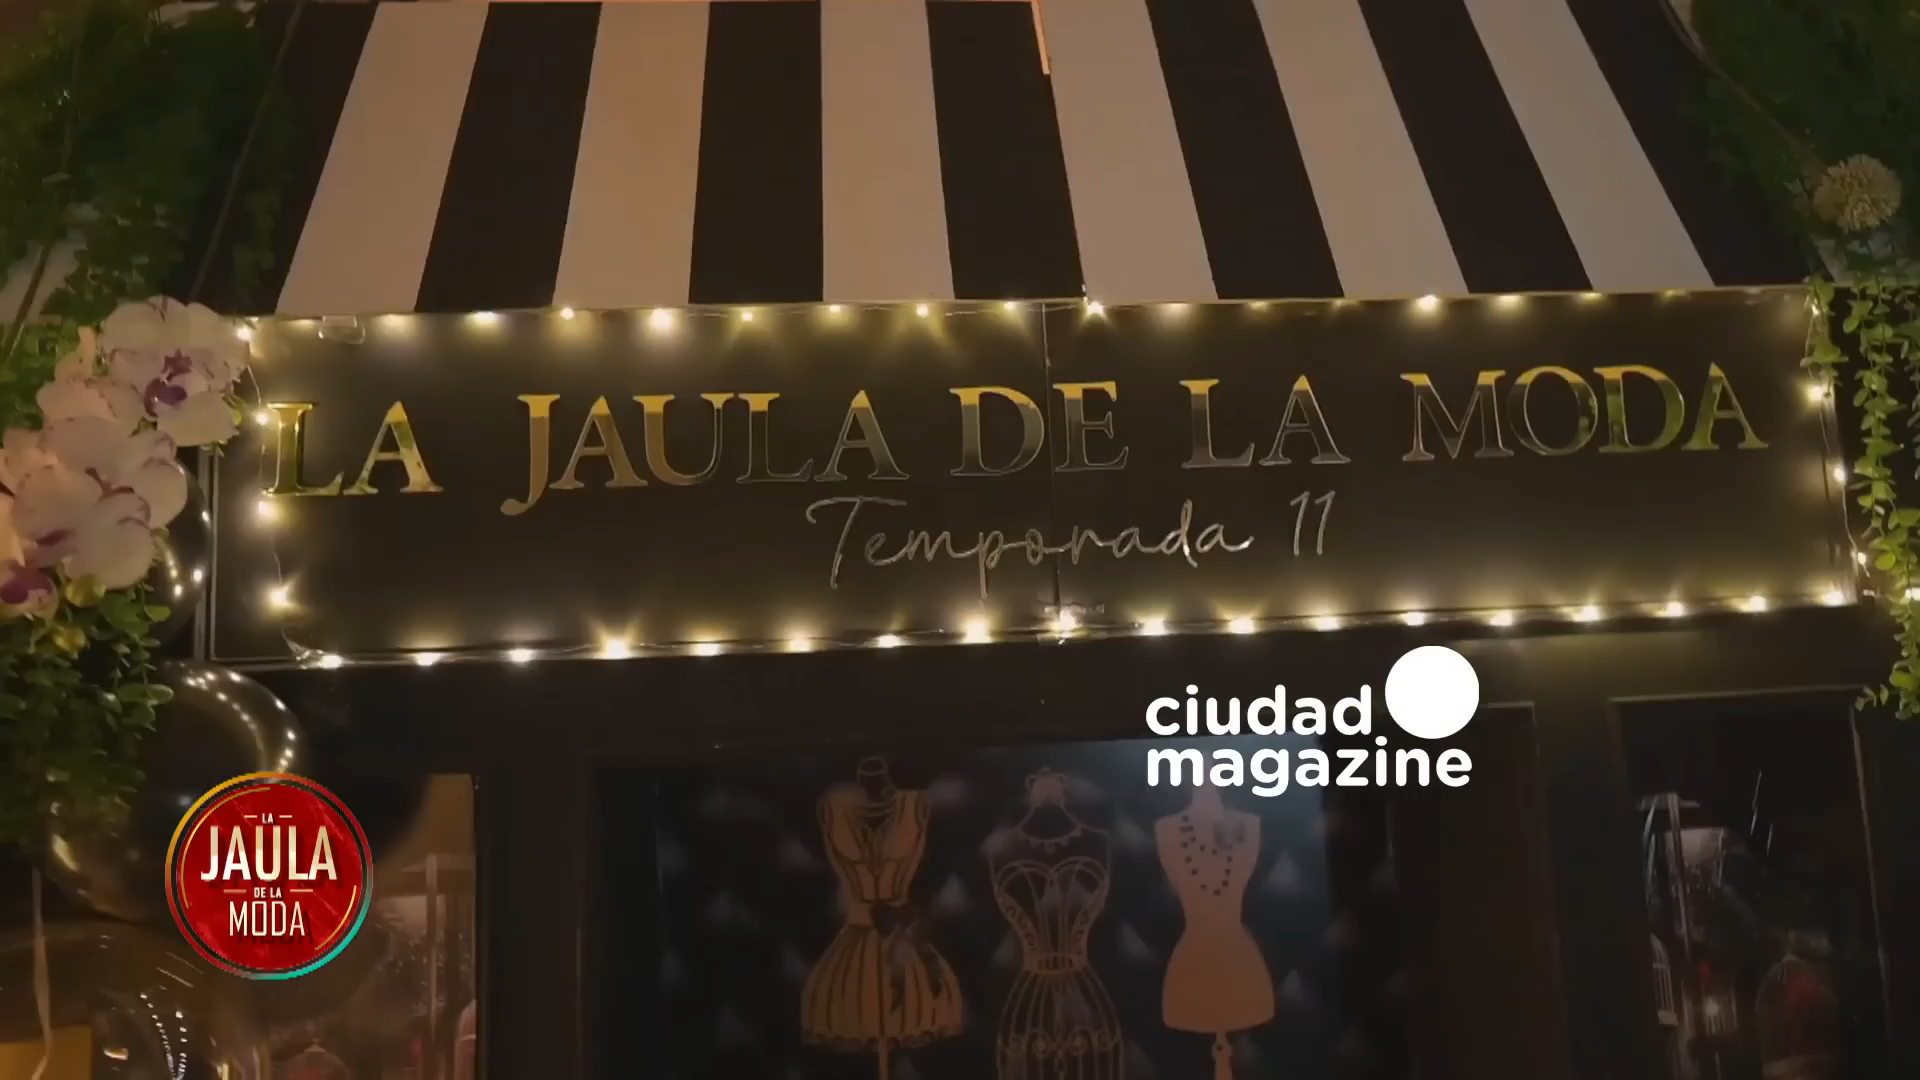 LA JAULA DE LA MODA
Temporada 11
ciudad
magazine
LA
JAULA
DE LA
MODA